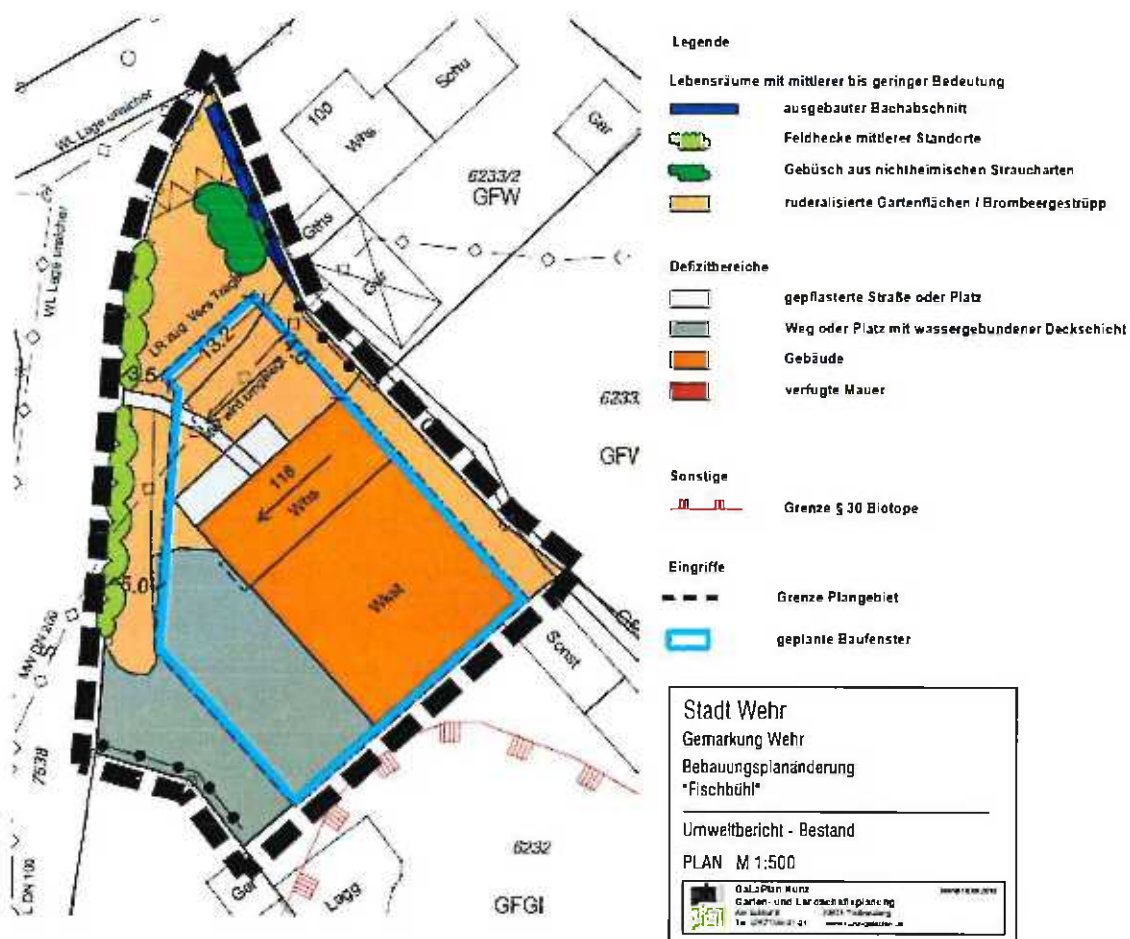 WL Lage unsicher
WL Lage unsicher
100
Whs
Schu
Gar
6233/2
GFW
Gar
13.2
3.5
5.0
118
Whs
Wkst
6233
Sonst
MW DN 200
7538
L DN 100
Gar
Lagg
6232
GFGI
Legende
Lebensräume mit mittlerer bis geringer Bedeutung
ausgebauter Bachabschnitt
Feldhecke mittlerer Standorte
Gebüsch aus nichtheimischen Straucharten
ruderalisierte Gartenflächen / Brombeergestrüpp
Defizitbereiche
gepflasterte Straße oder Platz
Weg oder Platz mit wassergebundener Deckschicht
Gebäude
verfugte Mauer
Sonstige
Grenze § 30 Biotope
Eingriffe
Grenze Plangebiet
geplante Baufenster
Stadt Wehr
Gemarkung Wehr
Bebauungsplanänderung
"Fischbühl"
Umweltbericht - Bestand
PLAN M 1:500
GaLaPlan Kunz
Garten- und Landschaftsplanung